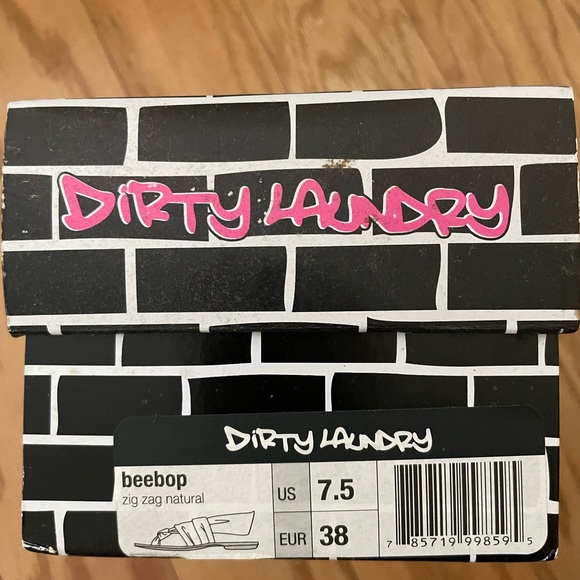 DiRTY LAUNDRY
DiRTY LAUNDRY
beebop
zig zag natural
US 7.5
EUR 38
7 85719 99859 5